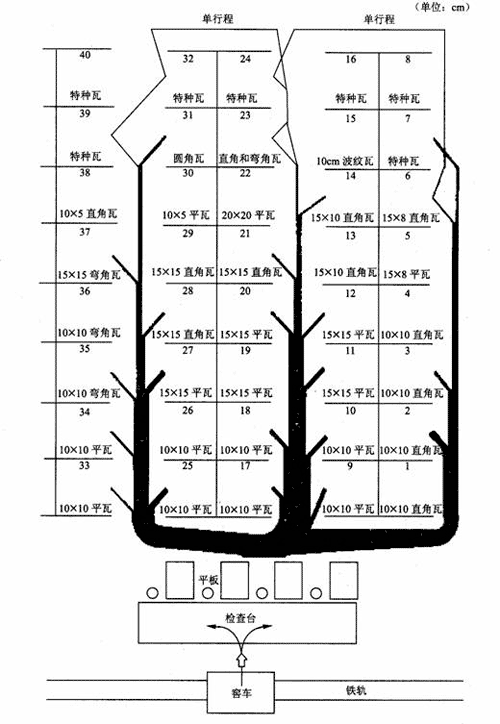 (单位：cm)
单行程 单行程
40 32 24 16 8
特种瓦 特种瓦 特种瓦 特种瓦 特种瓦
39 31 23 15 7
特种瓦 圆角瓦 直角和弯角瓦 10cm 波纹瓦 特种瓦
38 30 22 14 6
10×5 直角瓦 10×5 平瓦 20×20 平瓦 15×10 直角瓦 15×8 直角瓦
37 29 21 13 5
15×15 弯角瓦 15×15 直角瓦 15×15 直角瓦 15×10 直角瓦 15×8 平瓦
36 28 20 12 4
10×10 弯角瓦 15×15 直角瓦 15×15 平瓦 15×15 平瓦 10×10 直角瓦
35 27 19 11 3
10×10 弯角瓦 15×15 平瓦 15×15 平瓦 15×15 平瓦 10×10 直角瓦
34 26 18 10 2
10×10 平瓦 10×10 平瓦 10×10 平瓦 10×10 平瓦 10×10 直角瓦
33 25 17 9 1
10×10 平瓦 10×10 平瓦 10×10 平瓦 10×10 平瓦 10×10 直角瓦
平板
检查台
窑车
铁轨